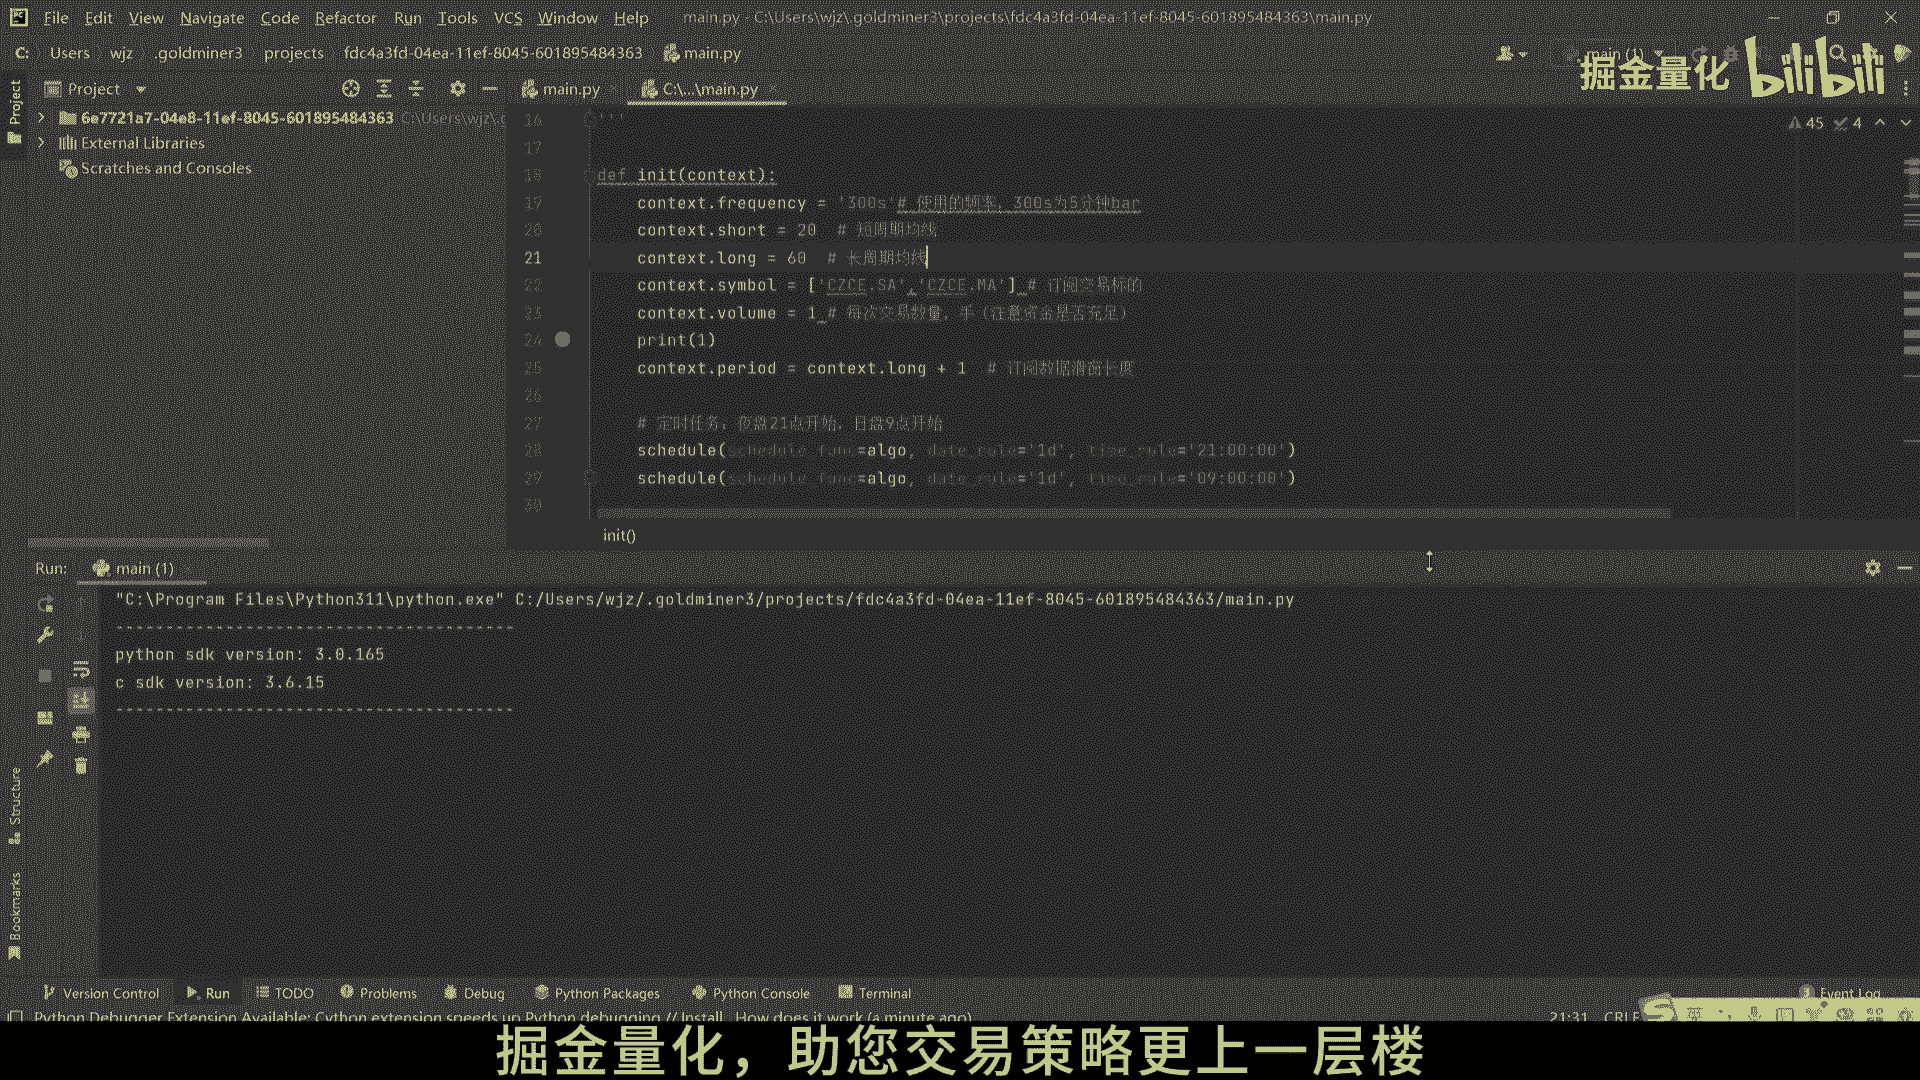 File Edit View Navigate Code Refactor Run Tools VCS Window Help main.py - C:\Users\wjz\.goldminer3\projects\fdc4a3fd-04ea-11ef-8045-601895484363\main.py
C: Users wjz .goldminer3 projects fdc4a3fd-04ea-11ef-8045-601895484363 main.py main (1)
掘金量化 bilibili
Project Project main.py C:\...\main.py
6e7721a7-04e8-11ef-8045-601895484363 C:\Users\wjz\.g
External Libraries
Scratches and Consoles
45 4
16 '''
17
18 def init(context):
19 context.frequency = '300s'# 使用的频率，300s为5分钟bar
20 context.short = 20 # 短周期均线
21 context.long = 60 # 长周期均线
22 context.symbol = ['CZCE.SA','CZCE.MA'] # 订阅交易标的
23 context.volume = 1 # 每次交易数量，手（注意资金是否充足）
24 print(1)
25 context.period = context.long + 1 # 订阅数据滑窗长度
26
27 # 定时任务：夜盘21点开始，日盘9点开始
28 schedule(schedule_func=algo, date_rule='1d', time_rule='21:00:00')
29 schedule(schedule_func=algo, date_rule='1d', time_rule='09:00:00')
30
init()
Run: main (1)
"C:\Program Files\Python311\python.exe" C:/Users/wjz/.goldminer3/projects/fdc4a3fd-04ea-11ef-8045-601895484363/main.py
----------------------------------------
python sdk version: 3.0.165
c sdk version: 3.6.15
----------------------------------------
Structure
Bookmarks
Version Control Run TODO Problems Debug Python Packages Python Console Terminal 3 Event Log
Python Debugger Extension Available: Cython extension speeds up Python debugging // Install How does it work (a minute ago) 21:31 CRLF 英
掘金量化，助您交易策略更上一层楼